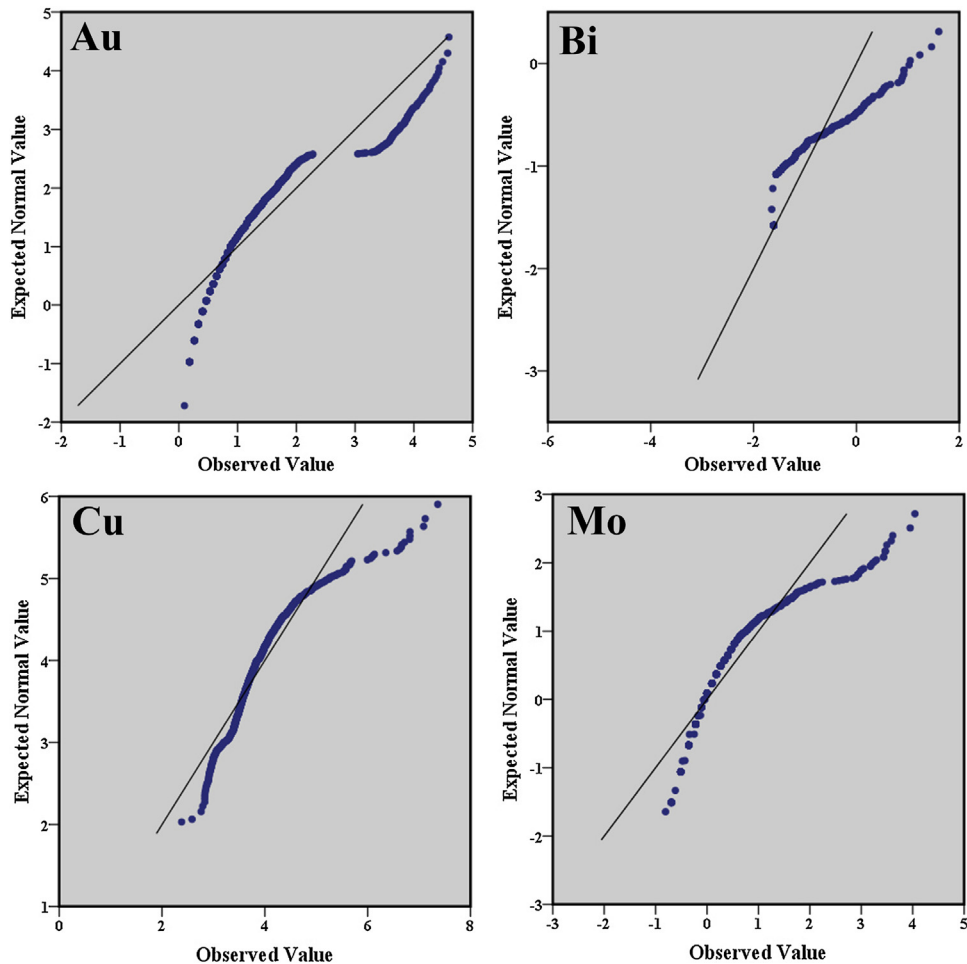 Au
5
4
3
2
1
0
-1
-2
Expected Normal Value
-2 -1 0 1 2 3 4 5
Observed Value
Bi
0
-1
-2
-3
Expected Normal Value
-6 -4 -2 0 2
Observed Value
Cu
6
5
4
3
2
1
Expected Normal Value
0 2 4 6 8
Observed Value
Mo
3
2
1
0
-1
-2
-3
Expected Normal Value
-3 -2 -1 0 1 2 3 4 5
Observed Value